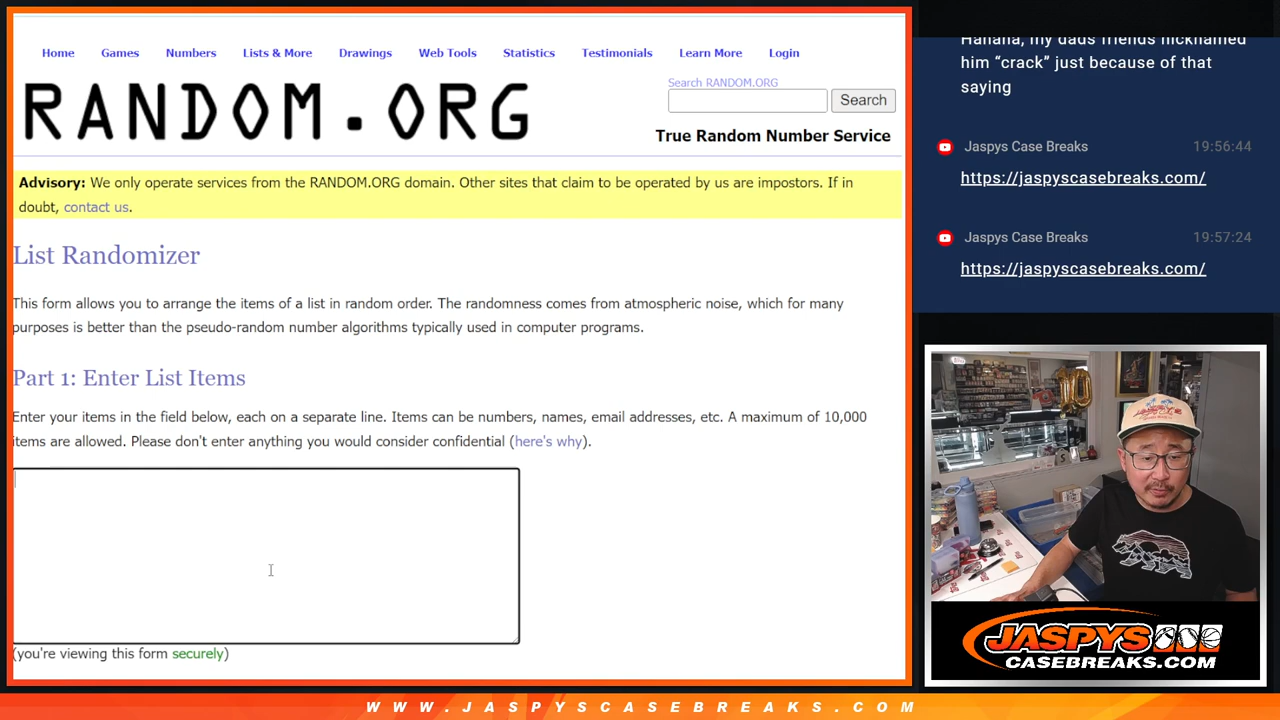 Home Games Numbers Lists & More Drawings Web Tools Statistics Testimonials Learn More Login
RANDOM.ORG
Search RANDOM.ORG
Search
True Random Number Service
Advisory: We only operate services from the RANDOM.ORG domain. Other sites that claim to be operated by us are impostors. If in
doubt, contact us.
List Randomizer
This form allows you to arrange the items of a list in random order. The randomness comes from atmospheric noise, which for many
purposes is better than the pseudo-random number algorithms typically used in computer programs.
Part 1: Enter List Items
Enter your items in the field below, each on a separate line. Items can be numbers, names, email addresses, etc. A maximum of 10,000
items are allowed. Please don't enter anything you would consider confidential (here's why).
(you're viewing this form securely)
Hahaha, my dads friends nicknamed
him “crack” just because of that
saying
Jaspys Case Breaks 19:56:44
https://jaspyscasebreaks.com/
Jaspys Case Breaks 19:57:24
https://jaspyscasebreaks.com/
10
JASPYS
CASEBREAKS.COM
WWW.JASPYSCASEBREAKS.COM